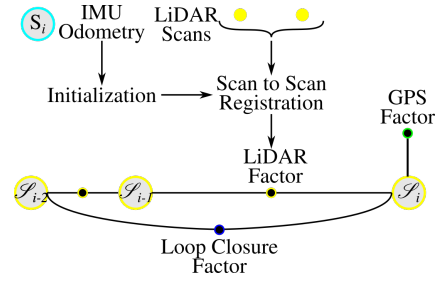 S_i
IMU
Odometry
LiDAR
Scans
Initialization
Scan to Scan
Registration
GPS
Factor
LiDAR
Factor
𝒮_{i-2}
𝒮_{i-1}
𝒮_i
Loop Closure
Factor